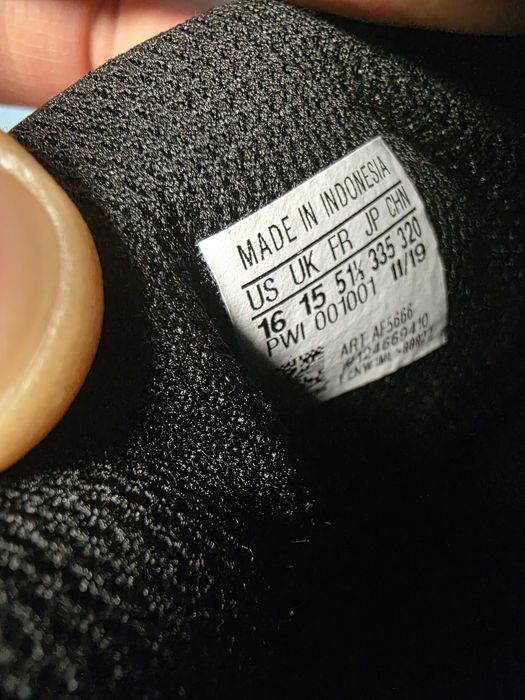 MADE IN INDONESIA
US UK FR JP CHN
16 15 51⅓ 335 320
PWI 001001 11/19
ART. AF5666